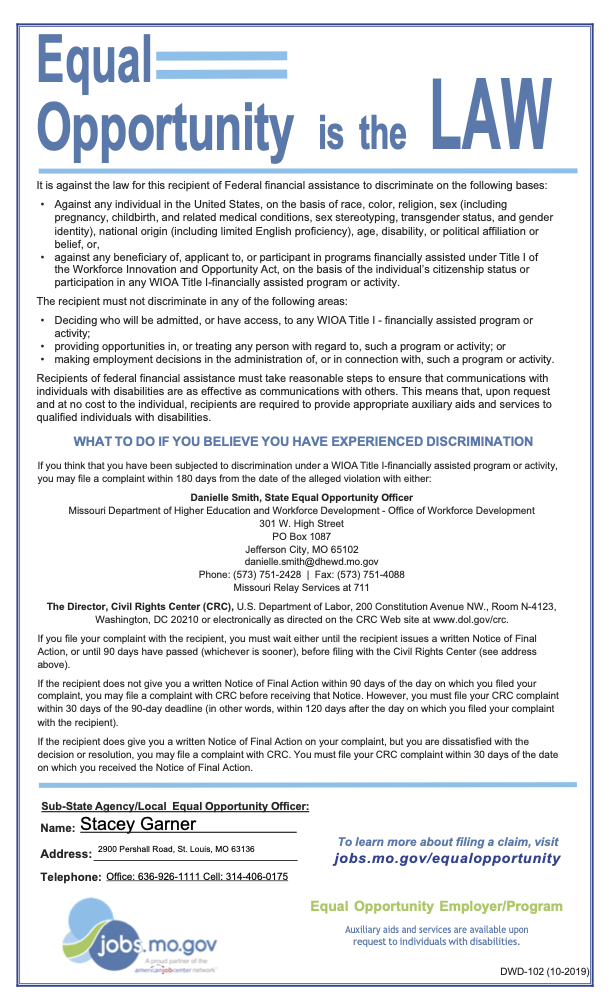 Equal
Opportunity is the LAW
It is against the law for this recipient of Federal financial assistance to discriminate on the following bases:
• Against any individual in the United States, on the basis of race, color, religion, sex (including
pregnancy, childbirth, and related medical conditions, sex stereotyping, transgender status, and gender
identity), national origin (including limited English proficiency), age, disability, or political affiliation or
belief, or,
• against any beneficiary of, applicant to, or participant in programs financially assisted under Title I of
the Workforce Innovation and Opportunity Act, on the basis of the individual's citizenship status or
participation in any WIOA Title I-financially assisted program or activity.
The recipient must not discriminate in any of the following areas:
• Deciding who will be admitted, or have access, to any WIOA Title I - financially assisted program or
activity;
• providing opportunities in, or treating any person with regard to, such a program or activity; or
• making employment decisions in the administration of, or in connection with, such a program or activity.
Recipients of federal financial assistance must take reasonable steps to ensure that communications with
individuals with disabilities are as effective as communications with others. This means that, upon request
and at no cost to the individual, recipients are required to provide appropriate auxiliary aids and services to
qualified individuals with disabilities.
WHAT TO DO IF YOU BELIEVE YOU HAVE EXPERIENCED DISCRIMINATION
If you think that you have been subjected to discrimination under a WIOA Title I-financially assisted program or activity,
you may file a complaint within 180 days from the date of the alleged violation with either:
Danielle Smith, State Equal Opportunity Officer
Missouri Department of Higher Education and Workforce Development - Office of Workforce Development
301 W. High Street
PO Box 1087
Jefferson City, MO 65102
danielle.smith@dhewd.mo.gov
Phone: (573) 751-2428 | Fax: (573) 751-4088
Missouri Relay Services at 711
The Director, Civil Rights Center (CRC), U.S. Department of Labor, 200 Constitution Avenue NW., Room N-4123,
Washington, DC 20210 or electronically as directed on the CRC Web site at www.dol.gov/crc.
If you file your complaint with the recipient, you must wait either until the recipient issues a written Notice of Final
Action, or until 90 days have passed (whichever is sooner), before filing with the Civil Rights Center (see address
above).
If the recipient does not give you a written Notice of Final Action within 90 days of the day on which you filed your
complaint, you may file a complaint with CRC before receiving that Notice. However, you must file your CRC complaint
within 30 days of the 90-day deadline (in other words, within 120 days after the day on which you filed your complaint
with the recipient).
If the recipient does give you a written Notice of Final Action on your complaint, but you are dissatisfied with the
decision or resolution, you may file a complaint with CRC. You must file your CRC complaint within 30 days of the date
on which you received the Notice of Final Action.
Sub-State Agency/Local Equal Opportunity Officer:
Name: Stacey Garner
Address: 2900 Pershall Road, St. Louis, MO 63136
Telephone: Office: 636-926-1111 Cell: 314-406-0175
To learn more about filing a claim, visit
jobs.mo.gov/equalopportunity
Equal Opportunity Employer/Program
Auxiliary aids and services are available upon
request to individuals with disabilities.
jobs.mo.gov
A proud partner of the
americanjobcenter network
DWD-102 (10-2019)